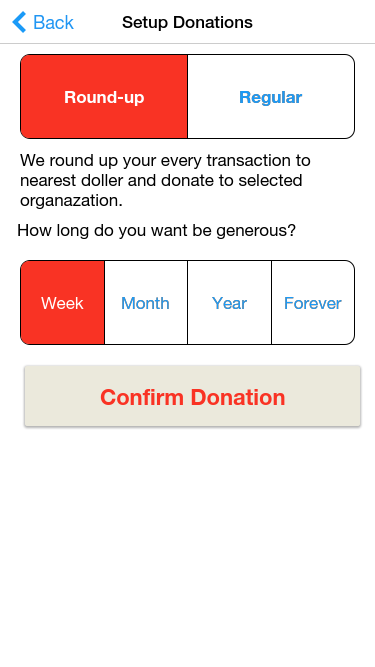 Back Setup Donations
Round-up Regular
We round up your every transaction to
nearest doller and donate to selected
organazation.
How long do you want be generous?
Week Month Year Forever
Confirm Donation